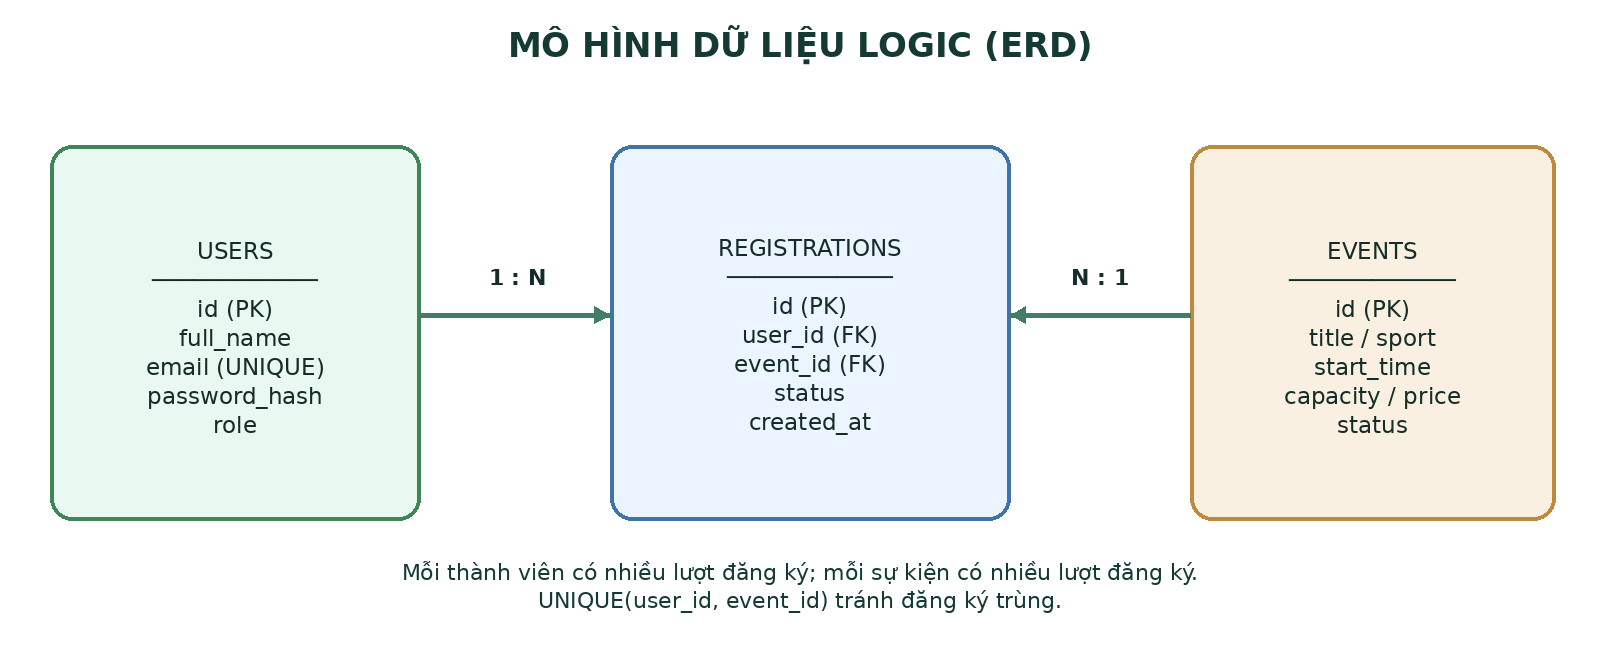 MÔ HÌNH DỮ LIỆU LOGIC (ERD)
USERS
id (PK)
full_name
email (UNIQUE)
password_hash
role
1 : N
REGISTRATIONS
id (PK)
user_id (FK)
event_id (FK)
status
created_at
N : 1
EVENTS
id (PK)
title / sport
start_time
capacity / price
status
Mỗi thành viên có nhiều lượt đăng ký; mỗi sự kiện có nhiều lượt đăng ký.
UNIQUE(user_id, event_id) tránh đăng ký trùng.